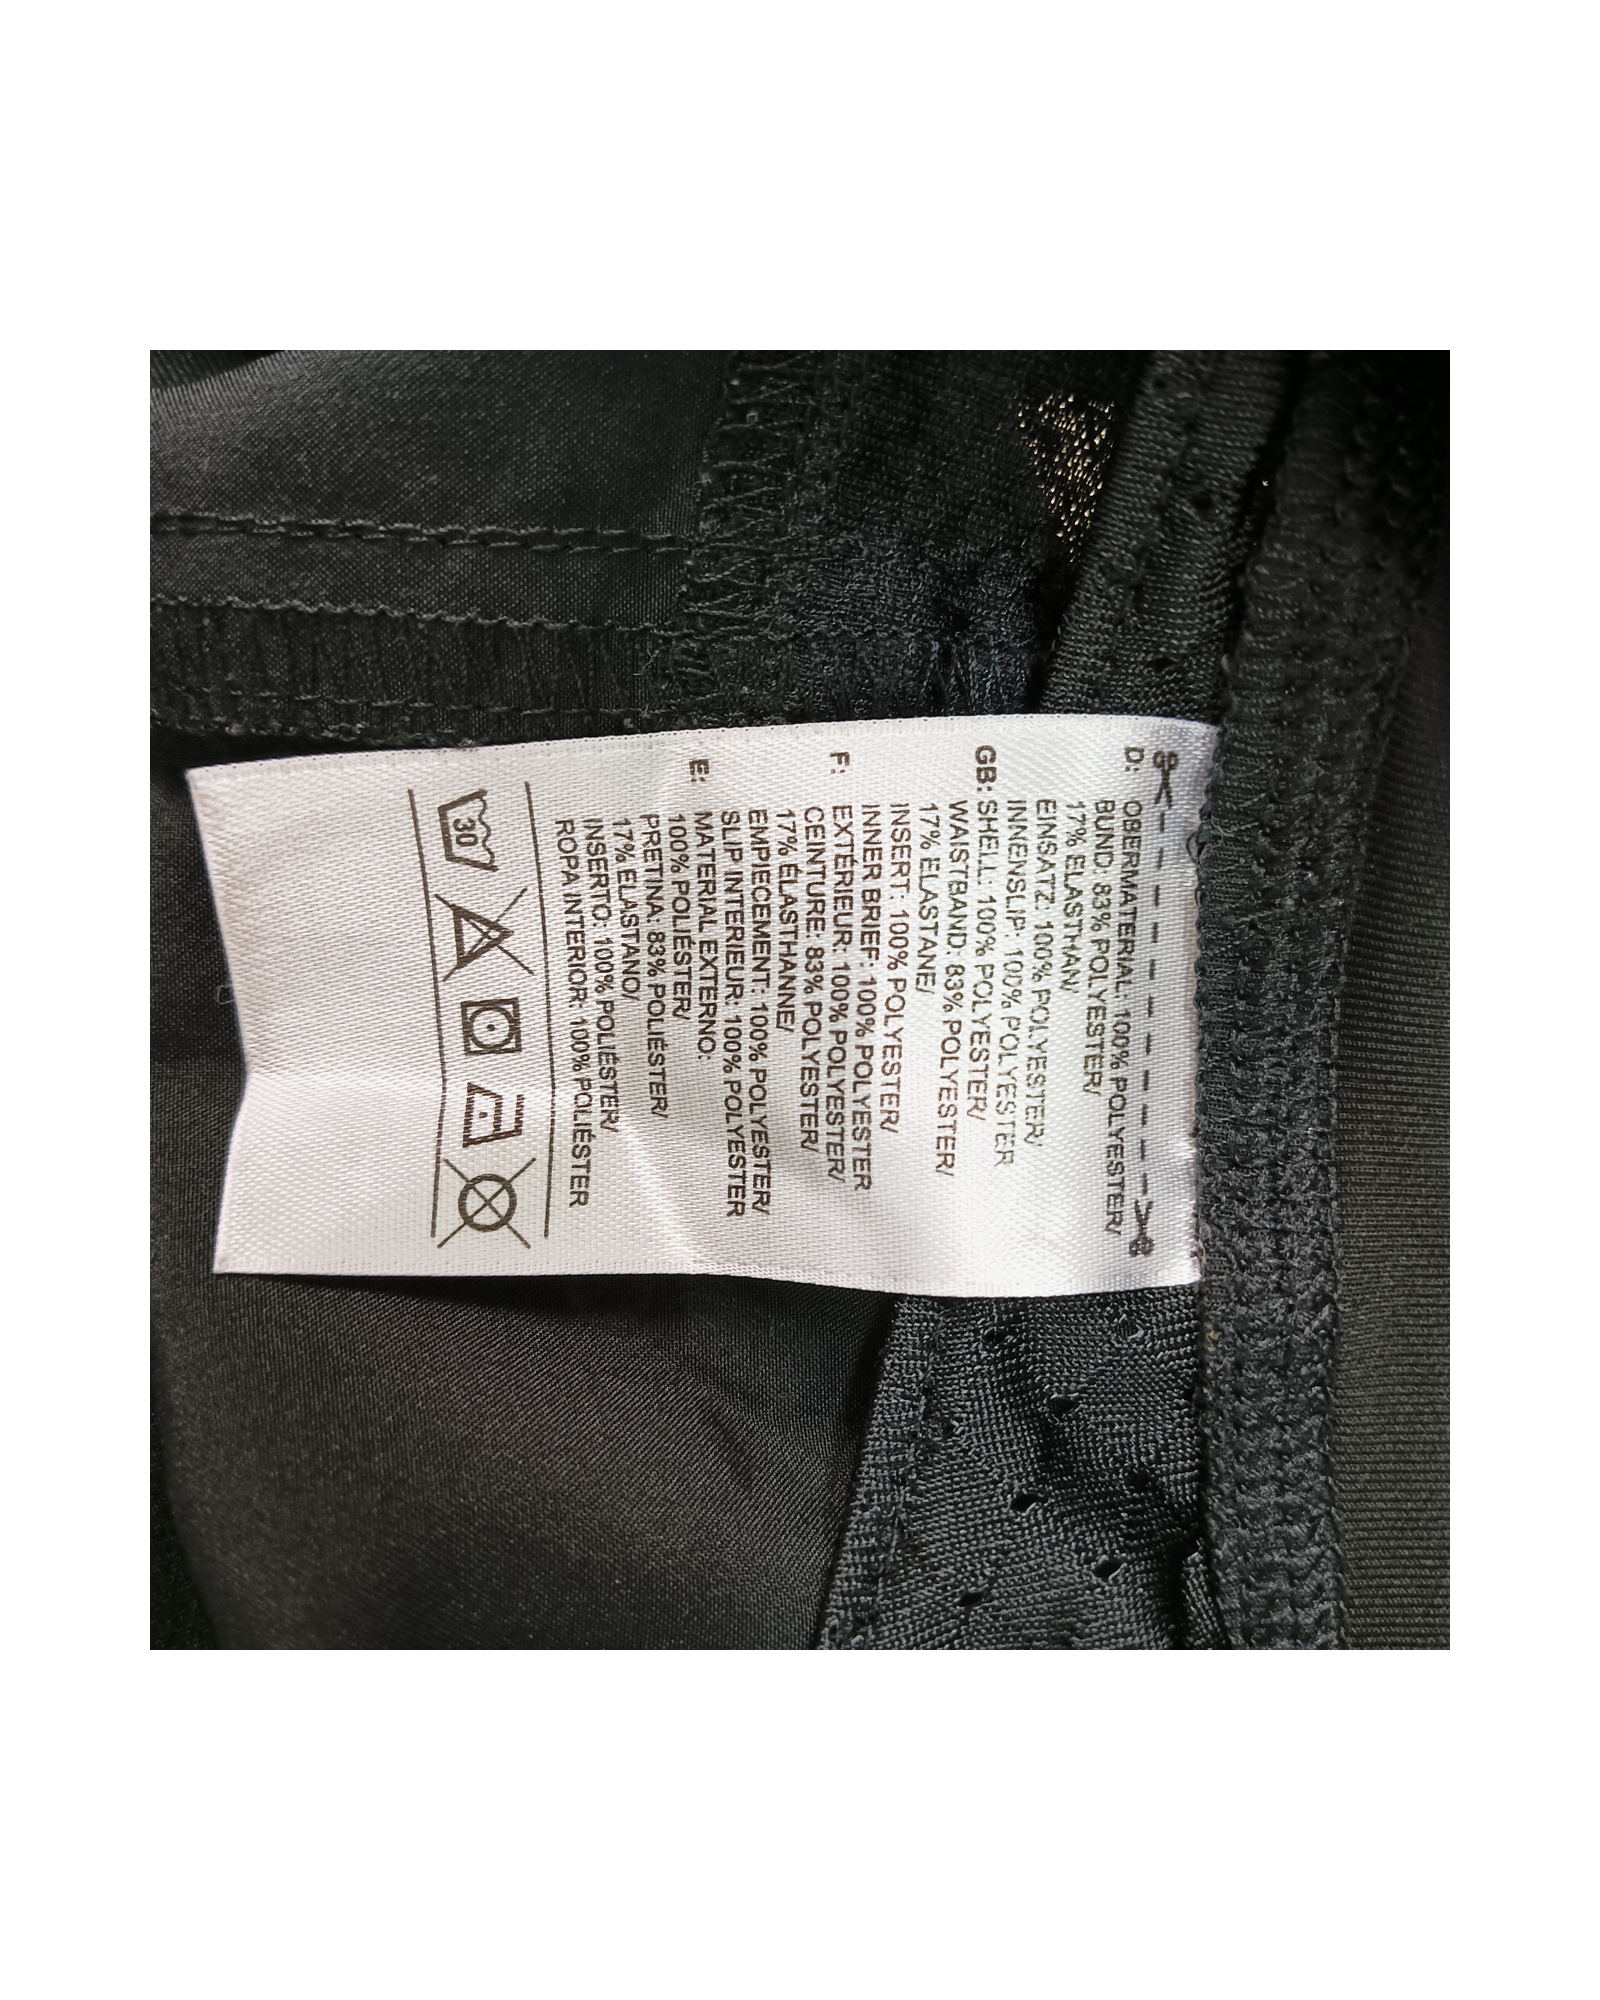 D: OBERMATERIAL: 100% POLYESTER/
BUND: 83% POLYESTER/
17% ELASTHAN/
EINSATZ: 100% POLYESTER/
INNENSLIP: 100% POLYESTER
GB: SHELL: 100% POLYESTER/
WAISTBAND: 83% POLYESTER/
17% ELASTANE/
INSERT: 100% POLYESTER/
INNER BRIEF: 100% POLYESTER
F: EXTÉRIEUR: 100% POLYESTER/
CEINTURE: 83% POLYESTER/
17% ÉLASTHANNE/
EMPIECEMENT: 100% POLYESTER/
SLIP INTERIEUR: 100% POLYESTER
E: MATERIAL EXTERNO:
100% POLIÉSTER/
PRETINA: 83% POLIÉSTER/
17% ELASTANO/
INSERTO: 100% POLIÉSTER/
ROPA INTERIOR: 100% POLIÉSTER
30